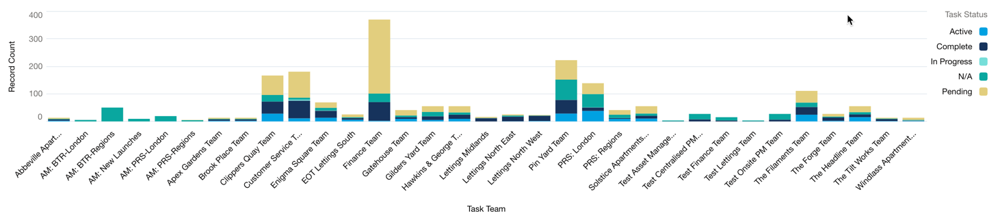 Record Count
400
300
200
100
0
Abbeville Apart...
AM: BTR-London
AM: BTR-Regions
AM: New Launches
AM: PRS-London
AM: PRS-Regions
Apex Gardens Team
Brook Place Team
Clippers Quay Team
Customer Service T...
Enigma Square Team
EOT Lettings South
Finance Team
Gatehouse Team
Gilders Yard Team
Hawkins & George T...
Lettings Midlands
Lettings North East
Lettings North West
Pin Yard Team
PRS: London
PRS: Regions
Solstice Apartments...
Test Asset Manage...
Test Centralised PM...
Test Finance Team
Test Lettings Team
Test Onsite PM Team
The Filaments Team
The Forge Team
The Headline Team
The Tilt Works Team
Windlass Apartment...
Task Team
Task Status
Active
Complete
In Progress
N/A
Pending